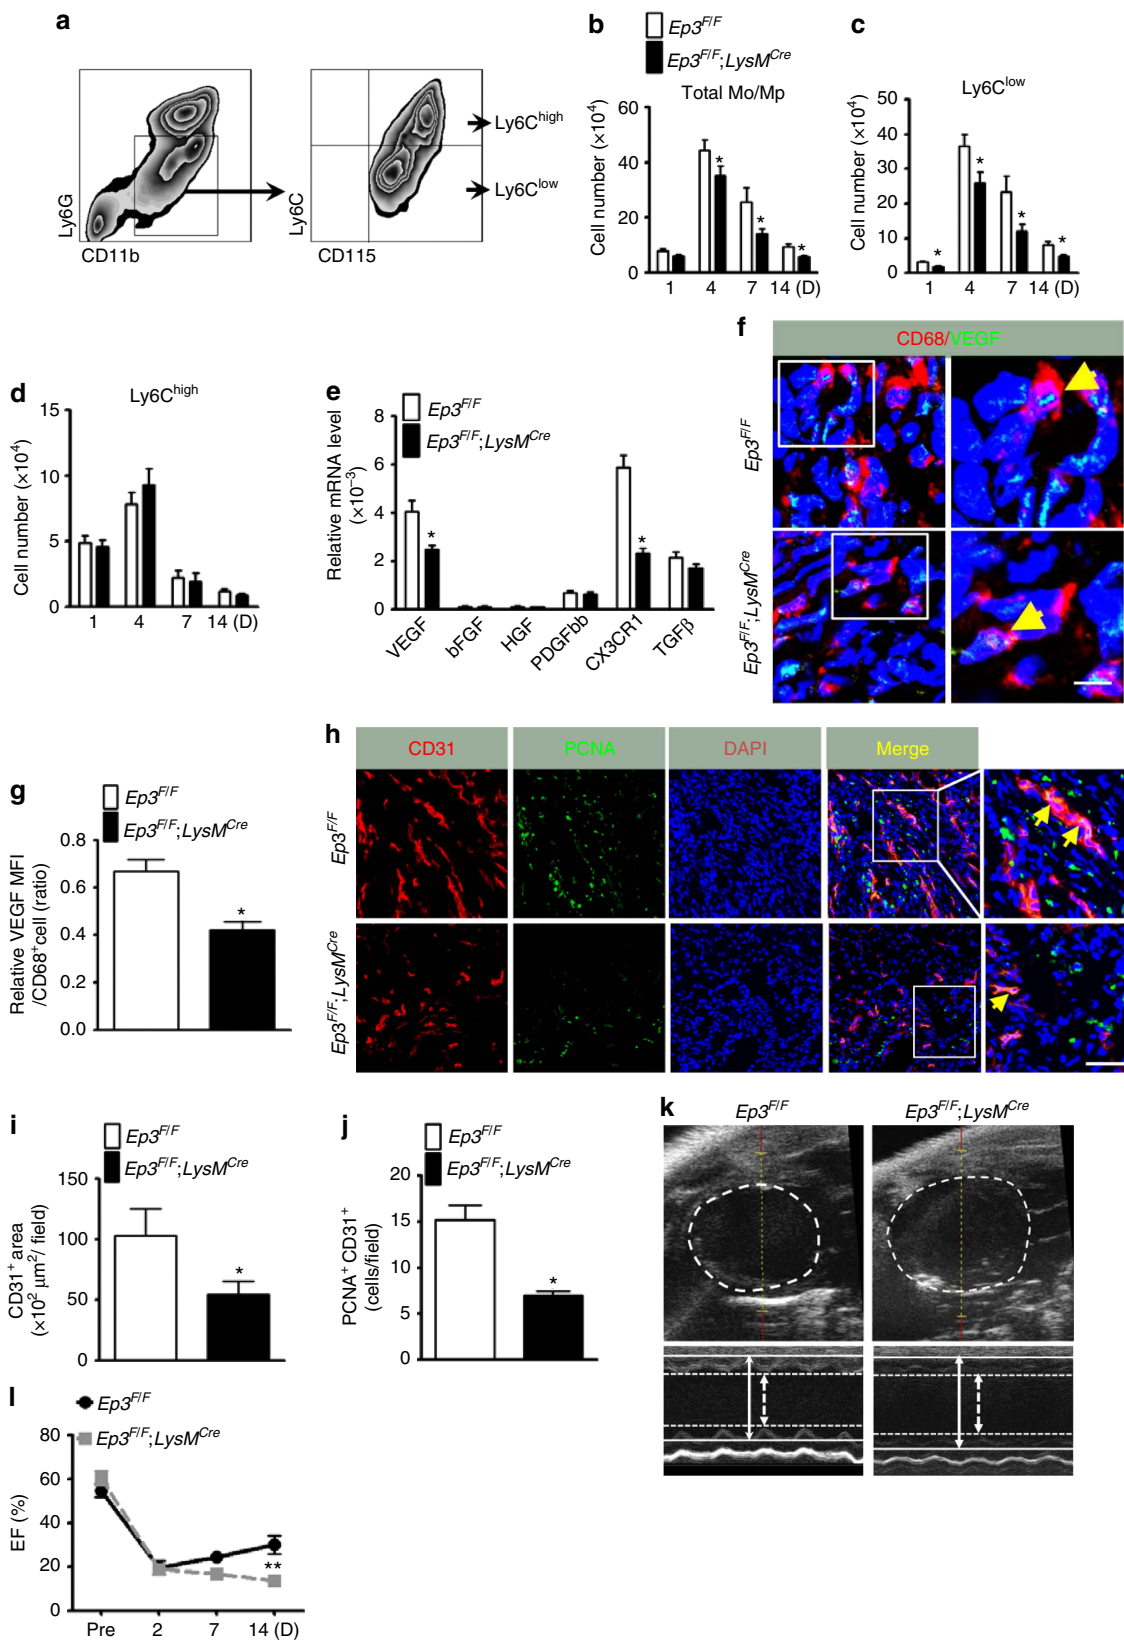 a
Ly6G
CD11b
Ly6C
CD115
Ly6C^high
Ly6C^low
b
Ep3^F/F
Ep3^F/F;LysM^Cre
Total Mo/Mp
Cell number (×10^4)
60
40
20
0
* * *
1 4 7 14 (D)
c
Ly6C^low
Cell number (×10^4)
50
40
30
20
10
0
* * * *
1 4 7 14 (D)
d
Ly6C^high
Cell number (×10^4)
15
10
5
0
1 4 7 14 (D)
e
Ep3^F/F
Ep3^F/F;LysM^Cre
Relative mRNA level
(×10^−3)
8
6
4
2
0
* *
VEGF bFGF HGF PDGFbb CX3CR1 TGFβ
f
CD68/VEGF
Ep3^F/F
Ep3^F/F;LysM^Cre
g
Ep3^F/F
Ep3^F/F;LysM^Cre
Relative VEGF MFI
/CD68^+cell (ratio)
0.8
0.6
0.4
0.2
0.0
*
h
CD31 PCNA DAPI Merge
Ep3^F/F
Ep3^F/F;LysM^Cre
i
Ep3^F/F
Ep3^F/F;LysM^Cre
CD31^+ area
(×10^2 μm^2/ field)
150
100
50
0
*
j
Ep3^F/F
Ep3^F/F;LysM^Cre
PCNA^+ CD31^+
(cells/field)
20
15
10
5
0
*
k
Ep3^F/F
Ep3^F/F;LysM^Cre
l
Ep3^F/F
Ep3^F/F;LysM^Cre
EF (%)
80
60
40
20
0
**
Pre 2 7 14 (D)